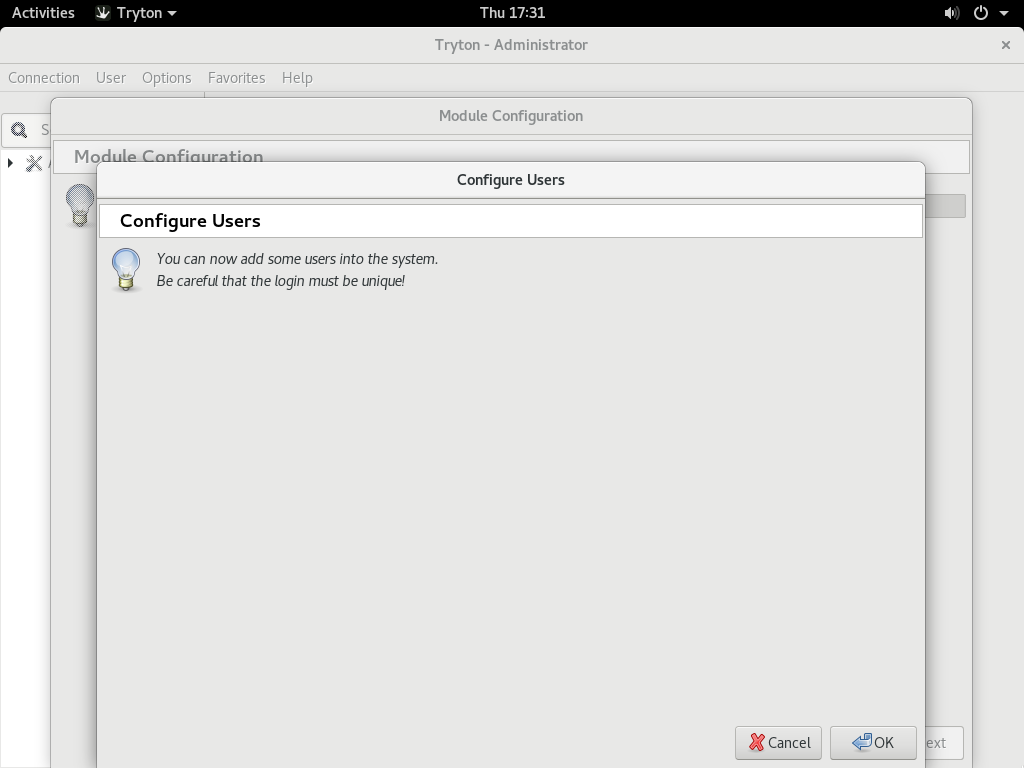 Activities Tryton Thu 17:31
Tryton - Administrator
Connection User Options Favorites Help
Module Configuration
Module Configuration
Configure Users
Configure Users
You can now add some users into the system.
Be careful that the login must be unique!
Cancel OK